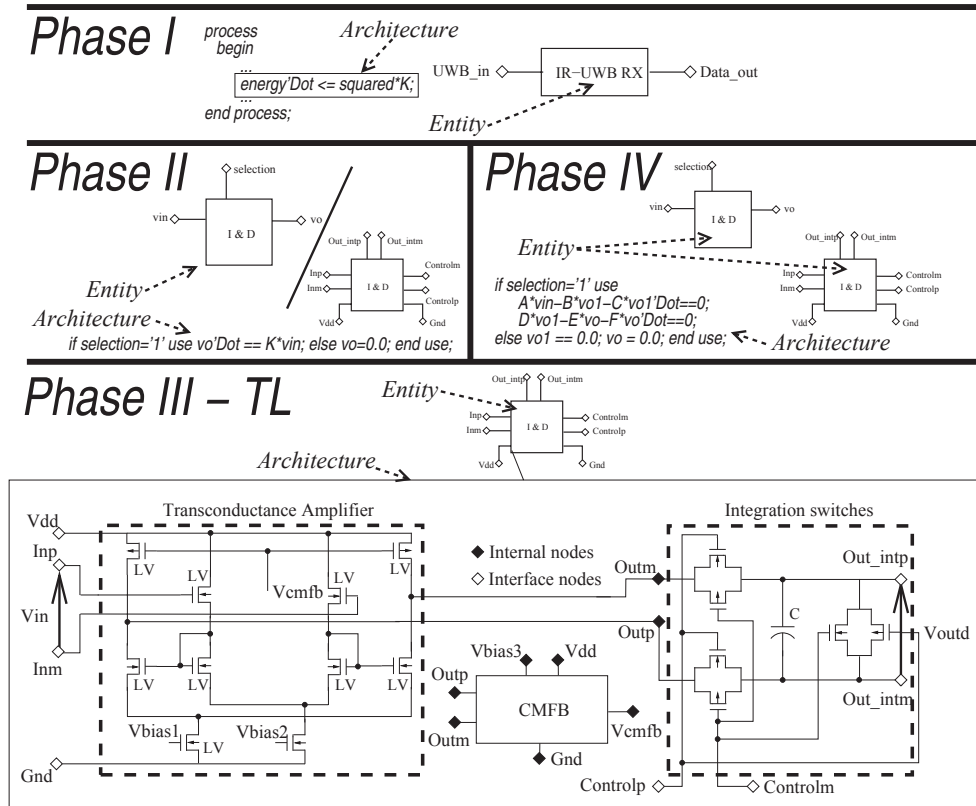 Phase I
process
begin
...
energy'Dot <= squared*K;
...
end process;
Architecture
Entity
UWB_in
IR–UWB RX
Data_out
Phase II
selection
vin
I & D
vo
Out_intp
Out_intm
Inp
Inm
I & D
Controlm
Controlp
Vdd
Gnd
Entity
Architecture
if selection='1' use vo'Dot == K*vin; else vo=0.0; end use;
Phase IV
selection
vin
I & D
vo
Entity
Out_intp
Out_intm
Inp
Inm
I & D
Controlm
Controlp
Vdd
Gnd
if selection='1' use
A*vin–B*vo1–C*vo1'Dot==0;
D*vo1–E*vo–F*vo'Dot==0;
else vo1 == 0.0; vo = 0.0; end use;
Architecture
Phase III – TL
Entity
Out_intp
Out_intm
Inp
Inm
I & D
Controlm
Controlp
Vdd
Gnd
Architecture
Transconductance Amplifier
Integration switches
Vdd
Inp
Vin
Inm
Gnd
LV
LV
LV
LV
Vcmfb
LV
LV
LV
LV
Vbias1
LV
Vbias2
Internal nodes
Interface nodes
Outm
Outp
Vbias3
Vdd
Outp
Outm
CMFB
Vcmfb
Gnd
C
Out_intp
Voutd
Out_intm
Controlp
Controlm